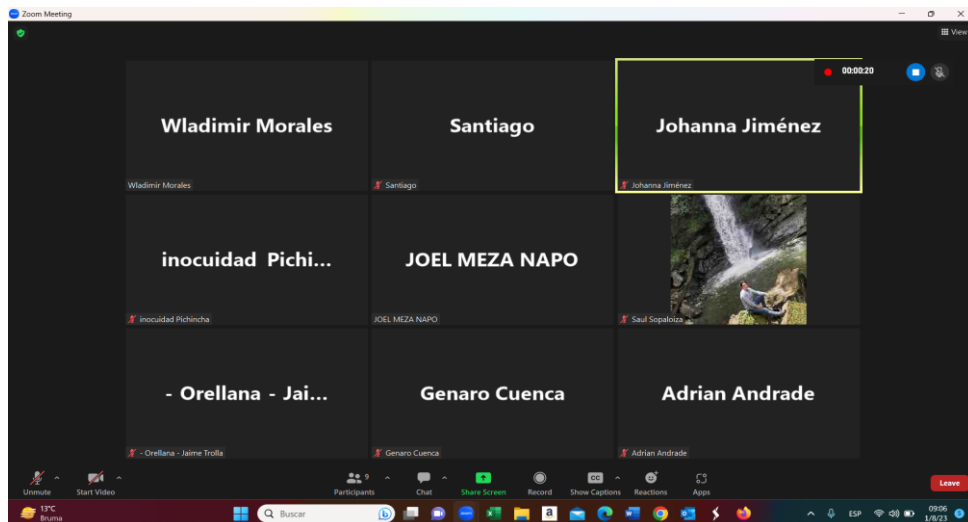 Zoom Meeting
View
00:00:20
Wladimir Morales
Santiago
Johanna Jiménez
Wladimir Morales
Santiago
Johanna Jiménez
inocuidad Pichi...
JOEL MEZA NAPO
inocuidad Pichincha
JOEL MEZA NAPO
Saul Sopaloiza
- Orellana - Jai...
Genaro Cuenca
Adrian Andrade
- Orellana - Jaime Trolla
Genaro Cuenca
Adrian Andrade
9
CC
Unmute
Start Video
Participants
Chat
Share Screen
Record
Show Captions
Reactions
Apps
Leave
13°C
Bruma
Buscar
a
ESP
09:06
1/8/23